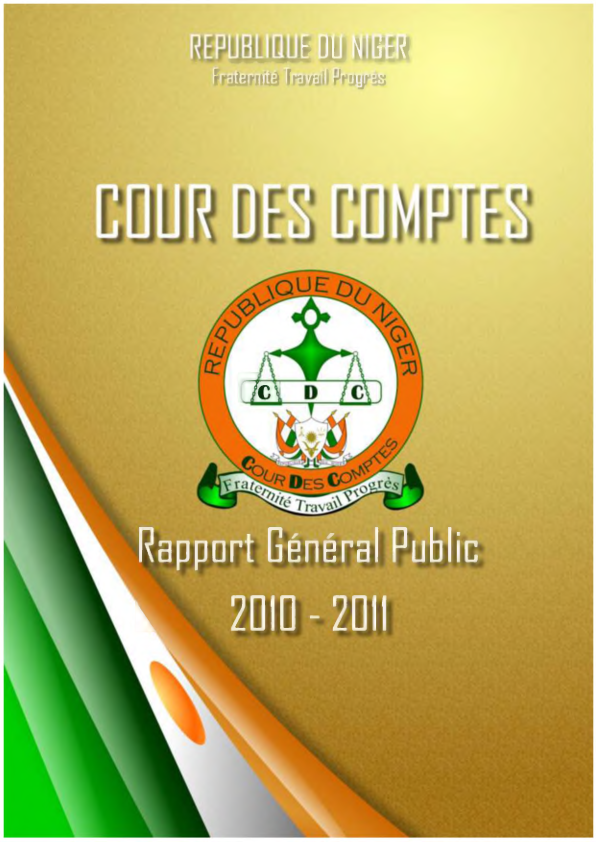 REPUBLIQUE DU NIGER
Fraternité Travail Progrès
COUR DES COMPTES
REPUBLIQUE DU NIGER
C D C
COUR DES COMPTES
Fraternité Travail Progrès
Rapport Général Public
2010 - 2011